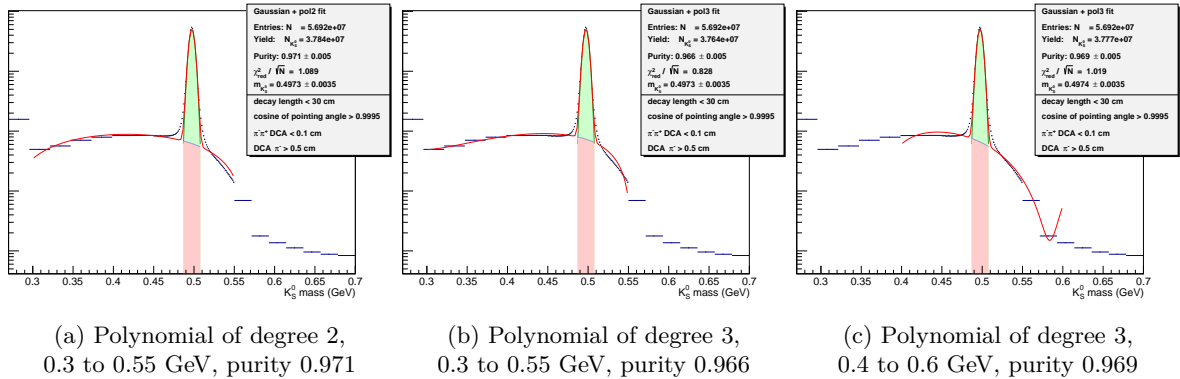 Gaussian + pol2 fit
Entries: N = 5.692e+07
Yield: N_{K_S^0} = 3.784e+07
Purity: 0.971 ± 0.005
χ²_red / √N = 1.089
m_{K_S^0} = 0.4973 ± 0.0035
decay length < 30 cm
cosine of pointing angle > 0.9995
π⁻π⁺ DCA < 0.1 cm
DCA π⁻ > 0.5 cm
0.3 0.35 0.4 0.45 0.5 0.55 0.6 0.65 0.7
K_S^0 mass (GeV)
(a) Polynomial of degree 2,
0.3 to 0.55 GeV, purity 0.971
Gaussian + pol3 fit
Entries: N = 5.692e+07
Yield: N_{K_S^0} = 3.764e+07
Purity: 0.966 ± 0.005
χ²_red / √N = 0.828
m_{K_S^0} = 0.4973 ± 0.0035
decay length < 30 cm
cosine of pointing angle > 0.9995
π⁻π⁺ DCA < 0.1 cm
DCA π⁻ > 0.5 cm
0.3 0.35 0.4 0.45 0.5 0.55 0.6 0.65 0.7
K_S^0 mass (GeV)
(b) Polynomial of degree 3,
0.3 to 0.55 GeV, purity 0.966
Gaussian + pol3 fit
Entries: N = 5.692e+07
Yield: N_{K_S^0} = 3.777e+07
Purity: 0.969 ± 0.005
χ²_red / √N = 1.019
m_{K_S^0} = 0.4974 ± 0.0035
decay length < 30 cm
cosine of pointing angle > 0.9995
π⁻π⁺ DCA < 0.1 cm
DCA π⁻ > 0.5 cm
0.3 0.35 0.4 0.45 0.5 0.55 0.6 0.65 0.7
K_S^0 mass (GeV)
(c) Polynomial of degree 3,
0.4 to 0.6 GeV, purity 0.969